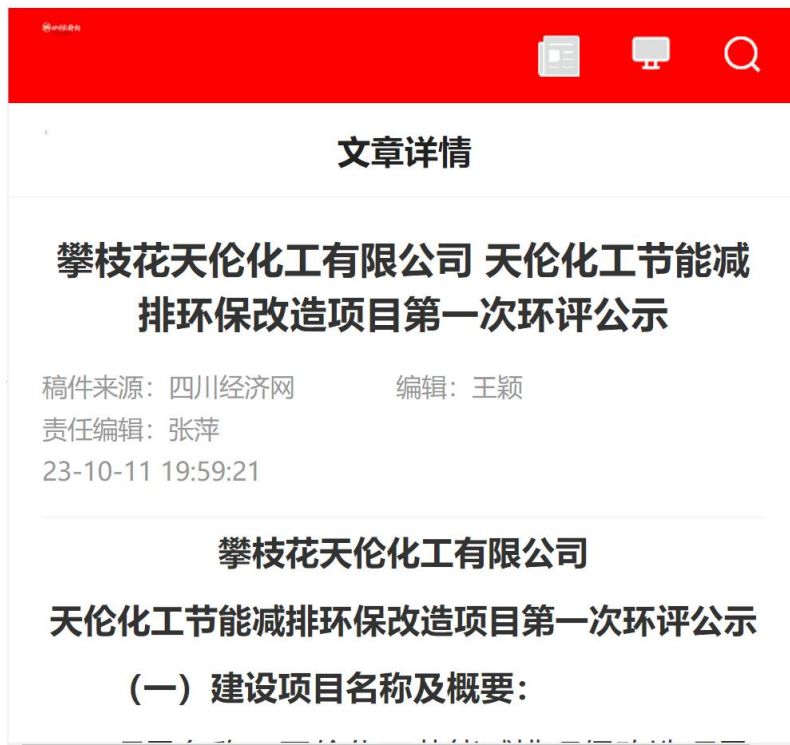 文章详情
攀枝花天伦化工有限公司 天伦化工节能减
排环保改造项目第一次环评公示
稿件来源：四川经济网 编辑：王颖
责任编辑：张萍
23-10-11 19:59:21
攀枝花天伦化工有限公司
天伦化工节能减排环保改造项目第一次环评公示
（一）建设项目名称及概要：